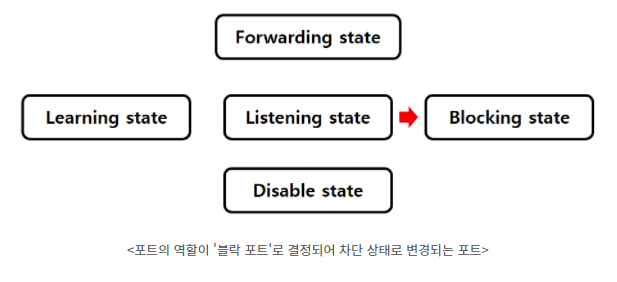 Forwarding state
Learning state
Listening state
Blocking state
Disable state
<포트의 역할이 '블락 포트'로 결정되어 차단 상태로 변경되는 포트>